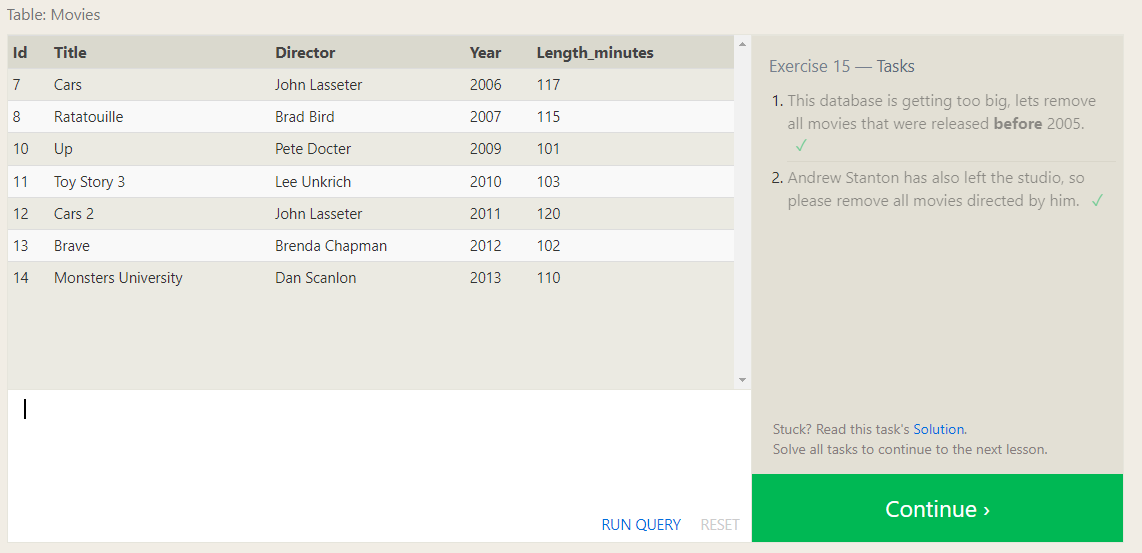 Table: Movies
Id Title Director Year Length_minutes
7 Cars John Lasseter 2006 117
8 Ratatouille Brad Bird 2007 115
10 Up Pete Docter 2009 101
11 Toy Story 3 Lee Unkrich 2010 103
12 Cars 2 John Lasseter 2011 120
13 Brave Brenda Chapman 2012 102
14 Monsters University Dan Scanlon 2013 110
RUN QUERY RESET
Exercise 15 — Tasks
1. This database is getting too big, lets remove
all movies that were released before 2005.
✓
2. Andrew Stanton has also left the studio, so
please remove all movies directed by him. ✓
Stuck? Read this task's Solution.
Solve all tasks to continue to the next lesson.
Continue ›